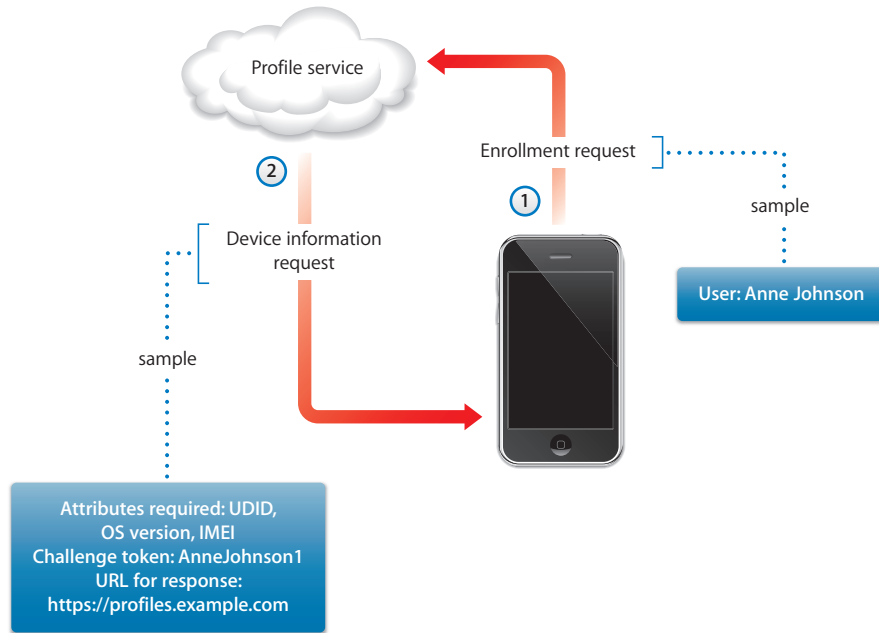 Profile service
Enrollment request
2
1
sample
Device information
request
User: Anne Johnson
sample
Attributes required: UDID,
OS version, IMEI
Challenge token: AnneJohnson1
URL for response:
https://profiles.example.com